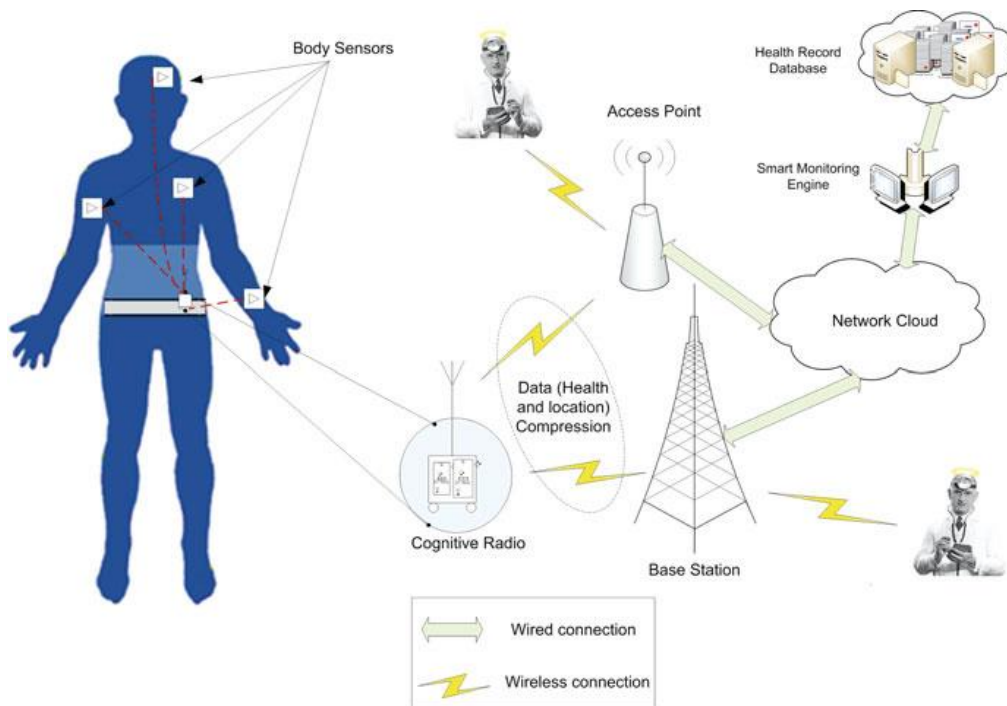 Body Sensors
Health Record
Database
Access Point
Smart Monitoring
Engine
Network Cloud
Data (Health
and location)
Compression
Cognitive Radio
Base Station
Wired connection
Wireless connection